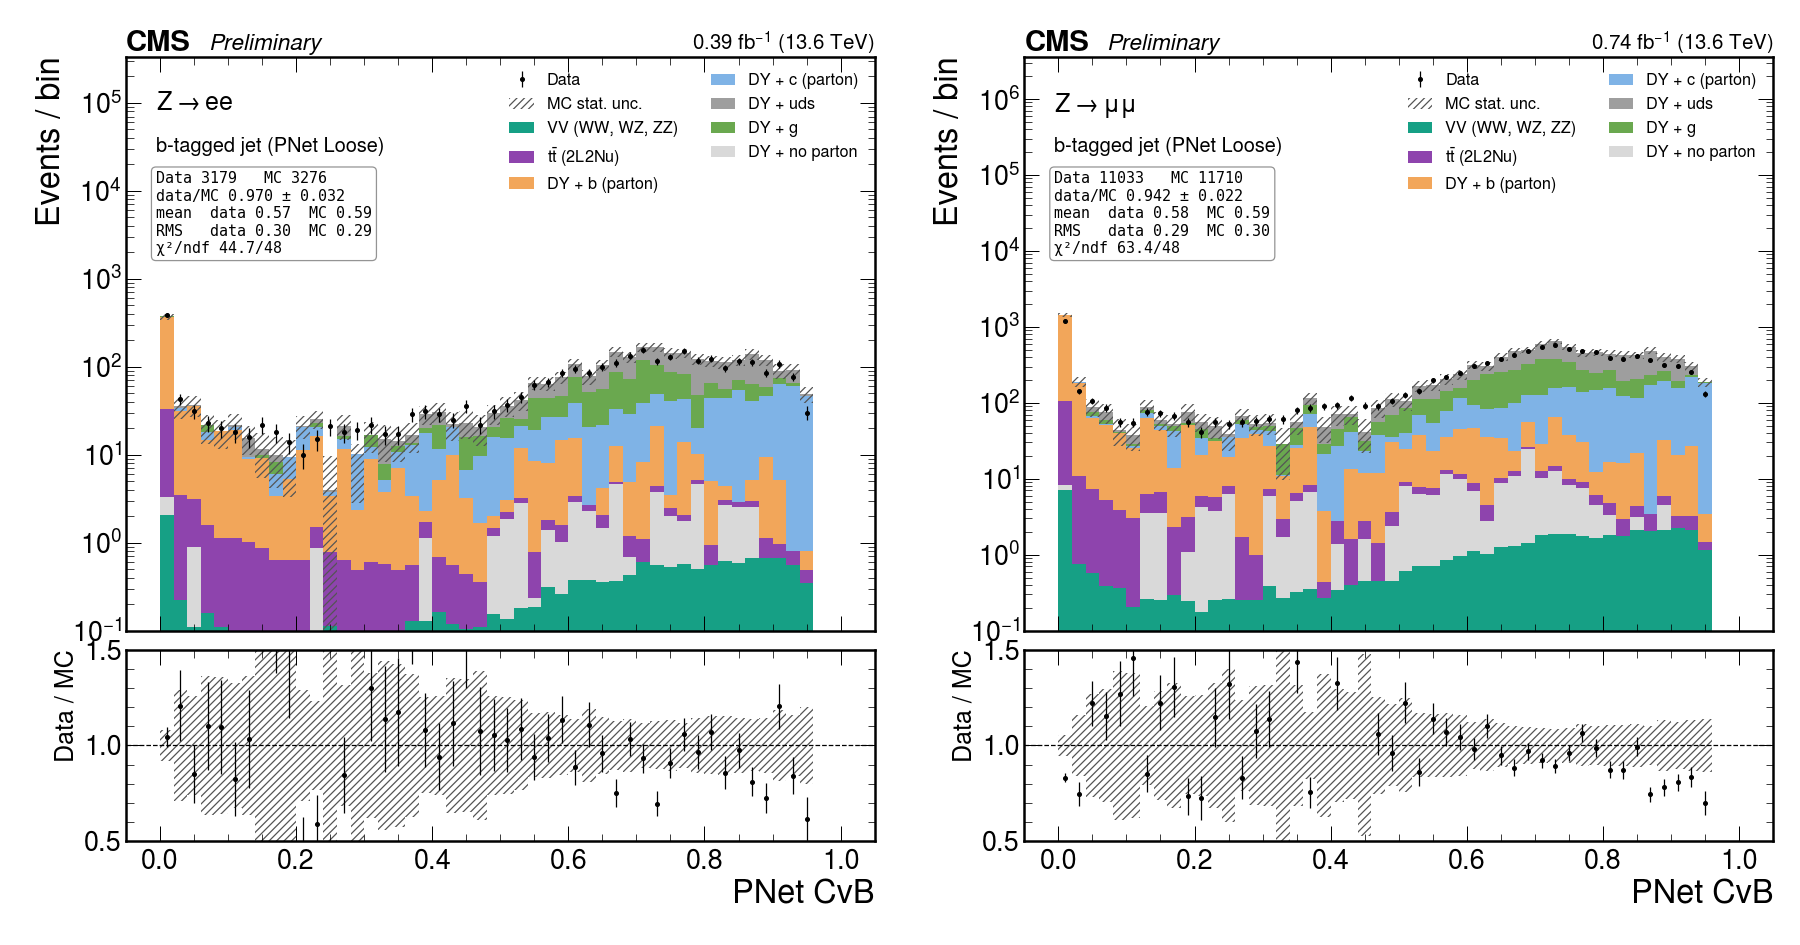 CMS Preliminary 0.39 fb⁻¹ (13.6 TeV)
Events / bin
Z → ee
b-tagged jet (PNet Loose)
Data 3179 MC 3276
data/MC 0.970 ± 0.032
mean data 0.57 MC 0.59
RMS data 0.30 MC 0.29
χ²/ndf 44.7/48
Data
MC stat. unc.
VV (WW, WZ, ZZ)
tt̄ (2L2Nu)
DY + b (parton)
DY + c (parton)
DY + uds
DY + g
DY + no parton
10⁵
10⁴
10³
10²
10¹
10⁰
10⁻¹
Data / MC
1.5
1.0
0.5
0.0 0.2 0.4 0.6 0.8 1.0
PNet CvB
CMS Preliminary 0.74 fb⁻¹ (13.6 TeV)
Events / bin
Z → μμ
b-tagged jet (PNet Loose)
Data 11033 MC 11710
data/MC 0.942 ± 0.022
mean data 0.58 MC 0.59
RMS data 0.29 MC 0.30
χ²/ndf 63.4/48
Data
MC stat. unc.
VV (WW, WZ, ZZ)
tt̄ (2L2Nu)
DY + b (parton)
DY + c (parton)
DY + uds
DY + g
DY + no parton
10⁶
10⁵
10⁴
10³
10²
10¹
10⁰
10⁻¹
Data / MC
1.5
1.0
0.5
0.0 0.2 0.4 0.6 0.8 1.0
PNet CvB